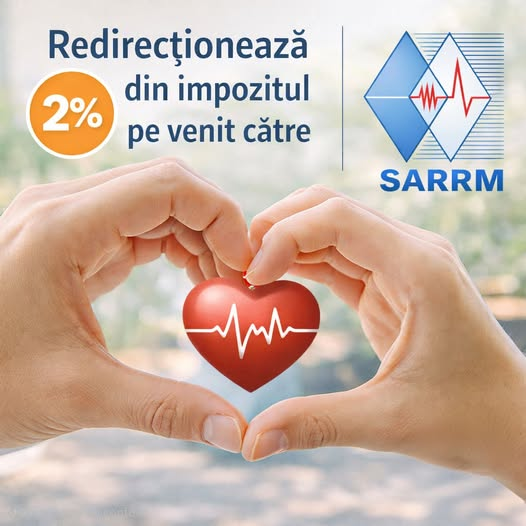 Redirecționează
2% din impozitul
pe venit către
SARRM